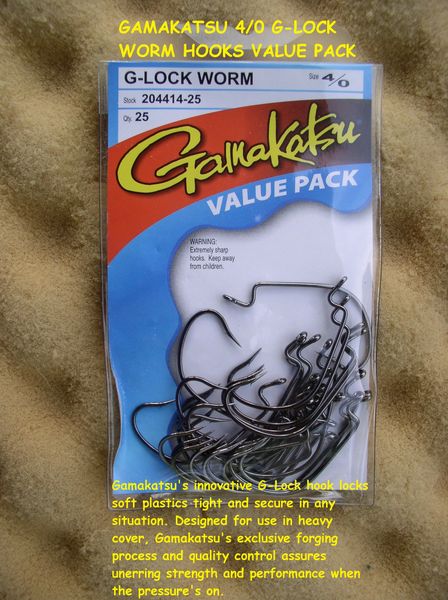 GAMAKATSU 4/0 G-LOCK
WORM HOOKS VALUE PACK
G-LOCK WORM Size 4/0
Stock 204414-25
Qty. 25
Gamakatsu
VALUE PACK
WARNING:
Extremely sharp
hooks. Keep away
from children.
Gamakatsu's innovative G-Lock hook locks
soft plastics tight and secure in any
situation. Designed for use in heavy
cover, Gamakatsu's exclusive forging
process and quality control assures
unerring strength and performance when
the pressure's on.